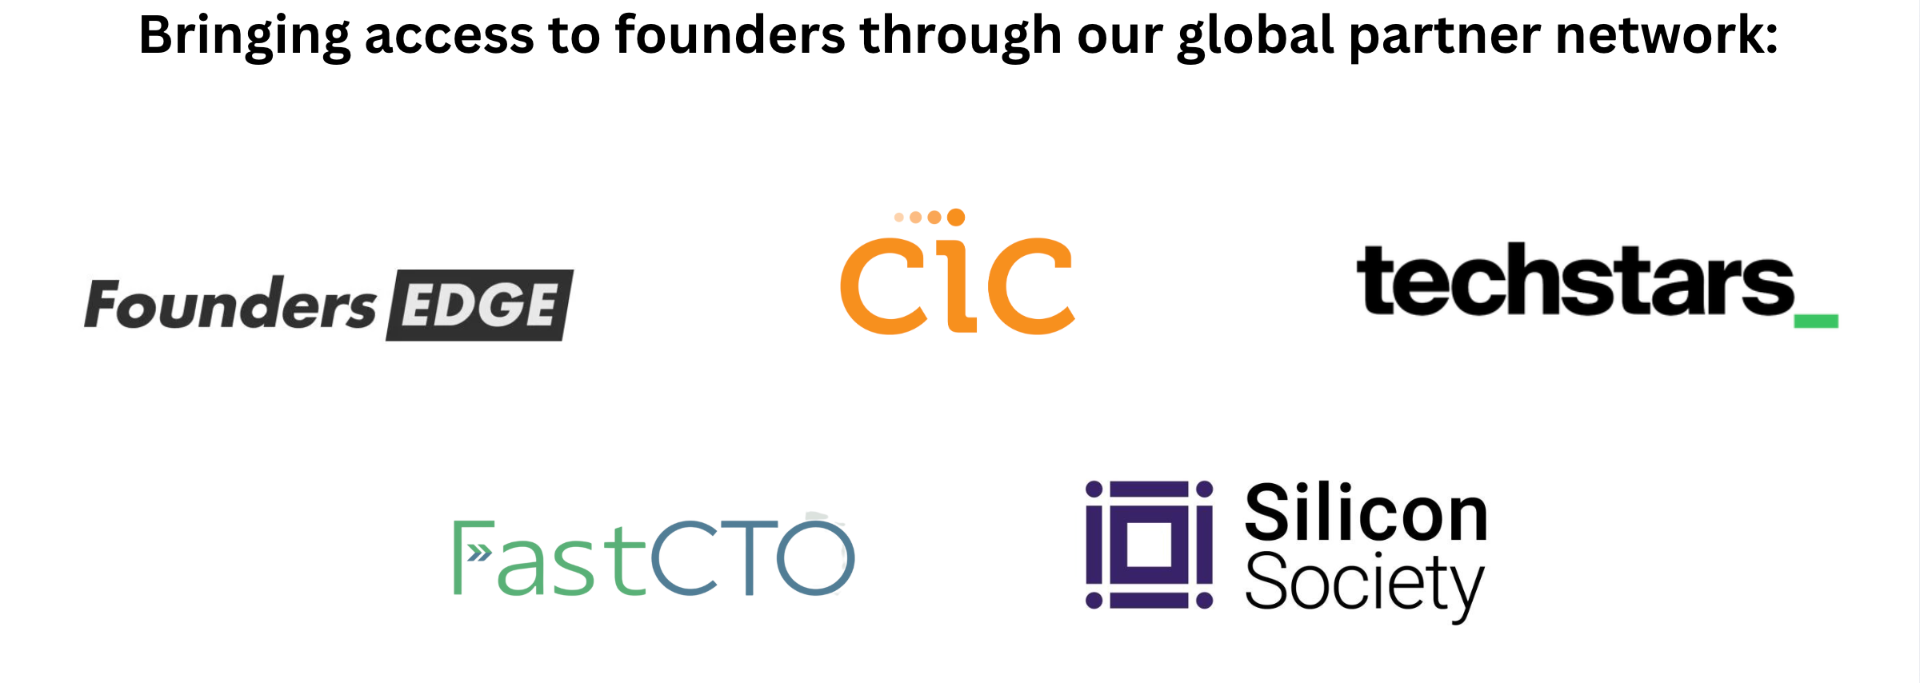 Bringing access to founders through our global partner network:
Founders EDGE
cic
techstars_
FastCTO
Silicon
Society